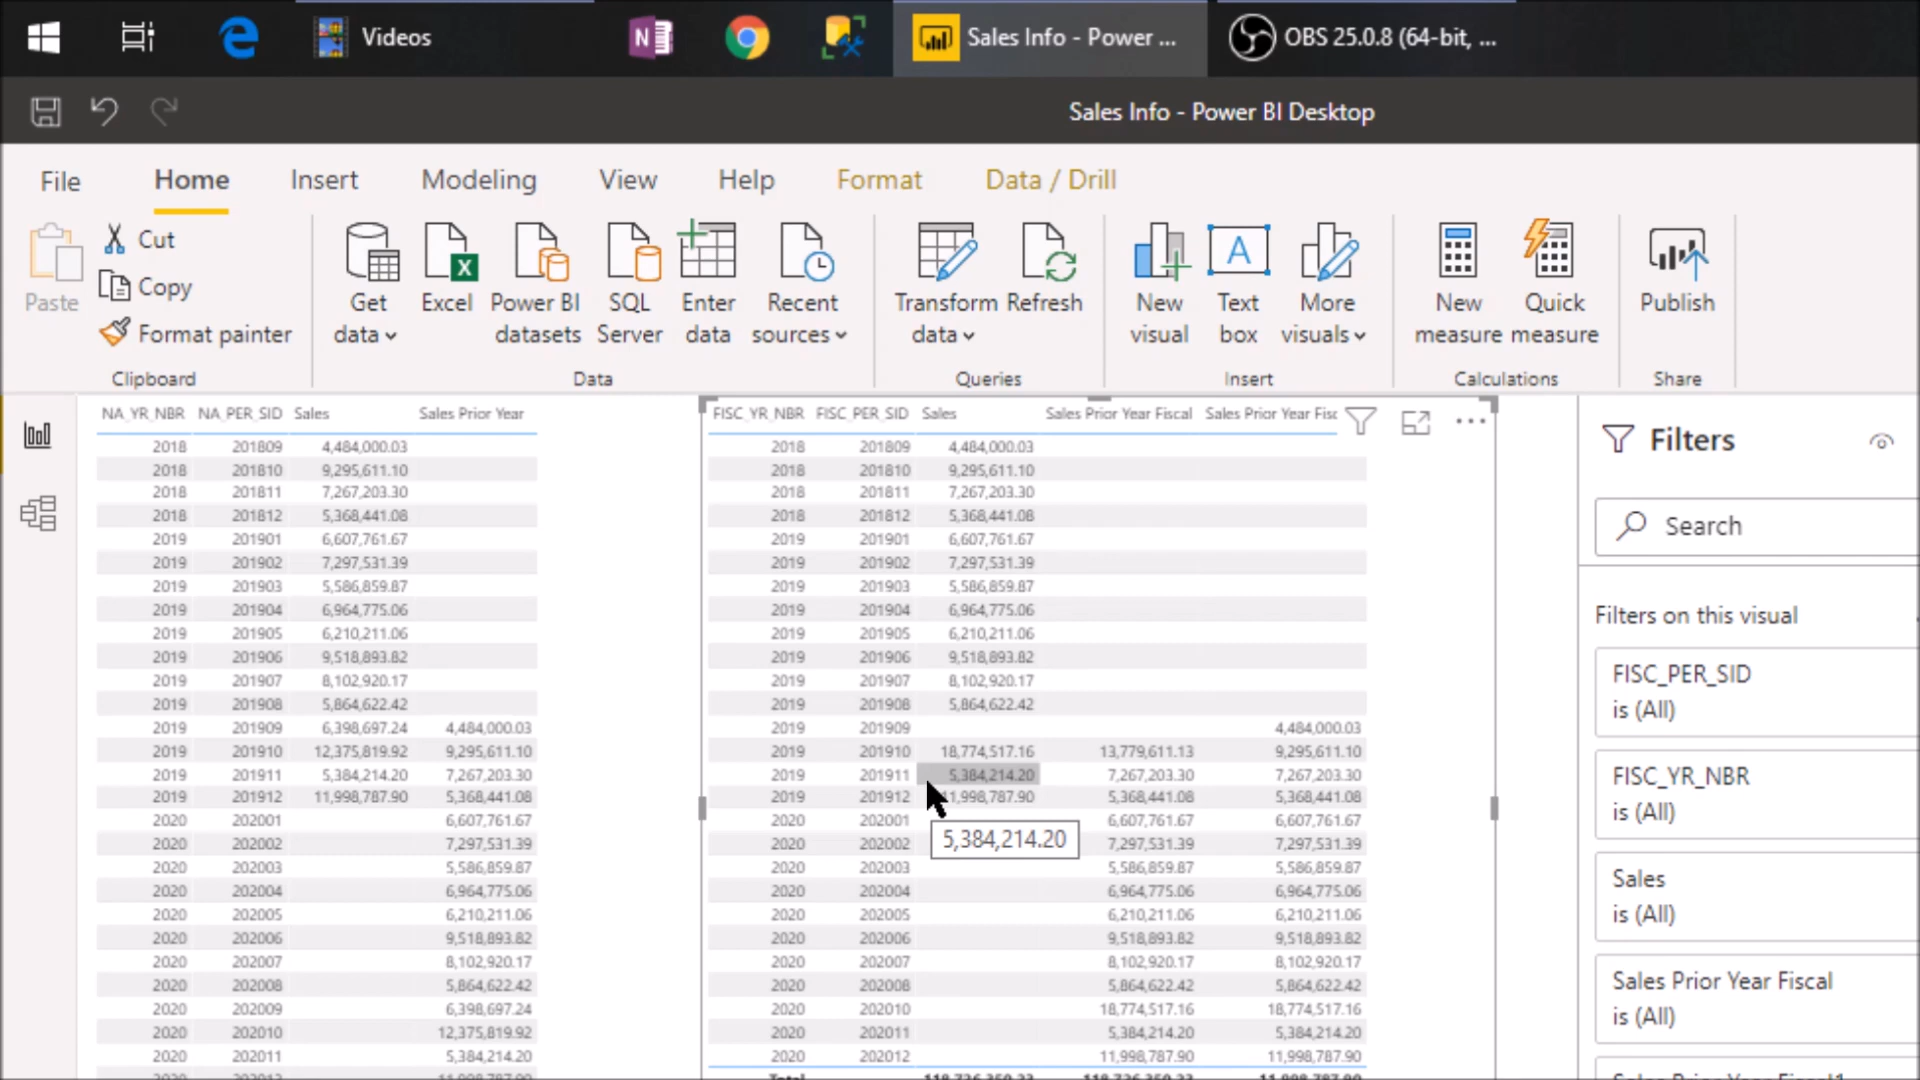 Videos
Sales Info - Power ...
OBS 25.0.8 (64-bit, ...
Sales Info - Power BI Desktop
File Home Insert Modeling View Help Format Data / Drill
Paste
Cut
Copy
Format painter
Clipboard
Get data
Excel
Power BI datasets
SQL Server
Enter data
Recent sources
Data
Transform data
Refresh
Queries
New visual
Text box
More visuals
Insert
New measure
Quick measure
Calculations
Publish
Share
NA_YR_NBR NA_PER_SID Sales Sales Prior Year
2018 201809 4,484,000.03
2018 201810 9,295,611.10
2018 201811 7,267,203.30
2018 201812 5,368,441.08
2019 201901 6,607,761.67
2019 201902 7,297,531.39
2019 201903 5,586,859.87
2019 201904 6,964,775.06
2019 201905 6,210,211.06
2019 201906 9,518,893.82
2019 201907 8,102,920.17
2019 201908 5,864,622.42
2019 201909 6,398,697.24 4,484,000.03
2019 201910 12,375,819.92 9,295,611.10
2019 201911 5,384,214.20 7,267,203.30
2019 201912 11,998,787.90 5,368,441.08
2020 202001 6,607,761.67
2020 202002 7,297,531.39
2020 202003 5,586,859.87
2020 202004 6,964,775.06
2020 202005 6,210,211.06
2020 202006 9,518,893.82
2020 202007 8,102,920.17
2020 202008 5,864,622.42
2020 202009 6,398,697.24
2020 202010 12,375,819.92
2020 202011 5,384,214.20
FISC_YR_NBR FISC_PER_SID Sales Sales Prior Year Fiscal Sales Prior Year Fisc
2018 201809 4,484,000.03
2018 201810 9,295,611.10
2018 201811 7,267,203.30
2018 201812 5,368,441.08
2019 201901 6,607,761.67
2019 201902 7,297,531.39
2019 201903 5,586,859.87
2019 201904 6,964,775.06
2019 201905 6,210,211.06
2019 201906 9,518,893.82
2019 201907 8,102,920.17
2019 201908 5,864,622.42
2019 201909 4,484,000.03
2019 201910 18,774,517.16 13,779,611.13 9,295,611.10
2019 201911 5,384,214.20 7,267,203.30 7,267,203.30
2019 201912 11,998,787.90 5,368,441.08 5,368,441.08
2020 202001 6,607,761.67 6,607,761.67
5,384,214.20
2020 202002 7,297,531.39 7,297,531.39
2020 202003 5,586,859.87 5,586,859.87
2020 202004 6,964,775.06 6,964,775.06
2020 202005 6,210,211.06 6,210,211.06
2020 202006 9,518,893.82 9,518,893.82
2020 202007 8,102,920.17 8,102,920.17
2020 202008 5,864,622.42 5,864,622.42
2020 202010 18,774,517.16 18,774,517.16
2020 202011 5,384,214.20 5,384,214.20
2020 202012 11,998,787.90 11,998,787.90
Filters
Search
Filters on this visual
FISC_PER_SID
is (All)
FISC_YR_NBR
is (All)
Sales
is (All)
Sales Prior Year Fiscal
is (All)